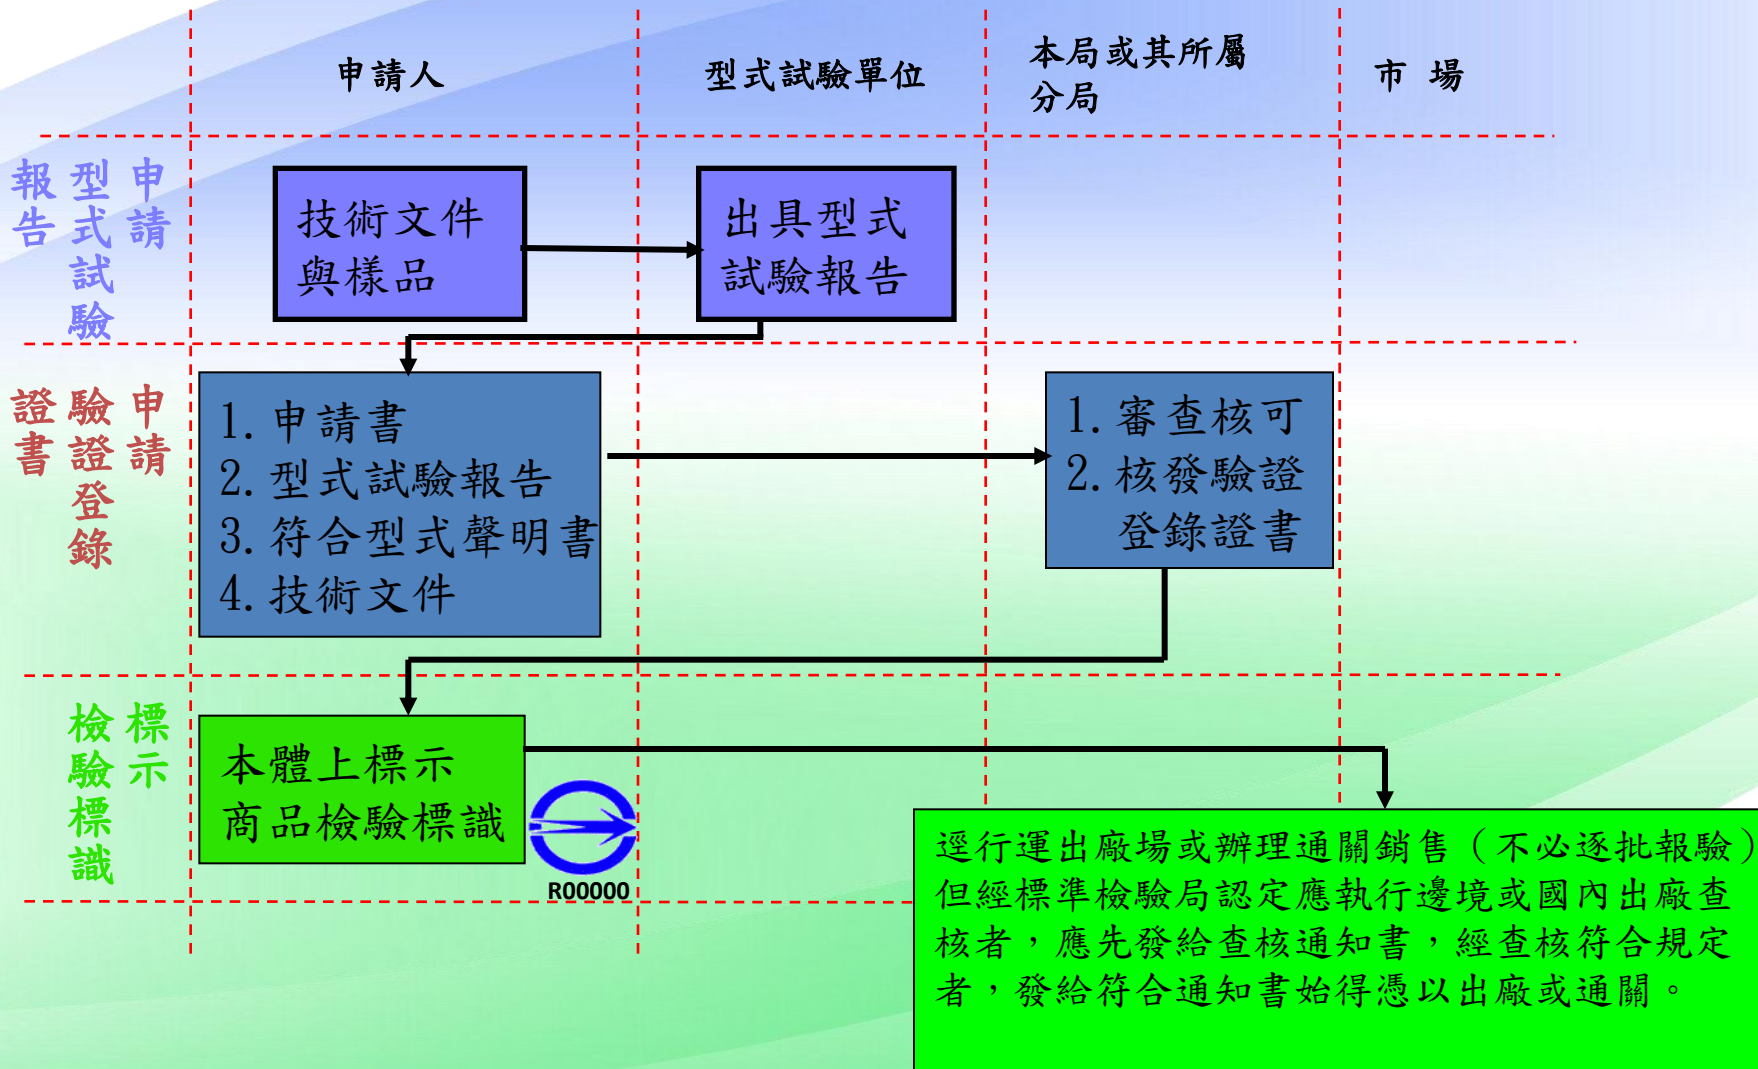 申請人
型式試驗單位
本局或其所屬
分局
市 場
申請
型式試驗
報告
技術文件
與樣品
出具型式
試驗報告
申請
驗證登錄
證書
1.申請書
2.型式試驗報告
3.符合型式聲明書
4.技術文件
1.審查核可
2.核發驗證
登錄證書
標示
檢驗標識
本體上標示
商品檢驗標識
R00000
逕行運出廠場或辦理通關銷售（不必逐批報驗）
但經標準檢驗局認定應執行邊境或國內出廠查
核者，應先發給查核通知書，經查核符合規定
者，發給符合通知書始得憑以出廠或通關。